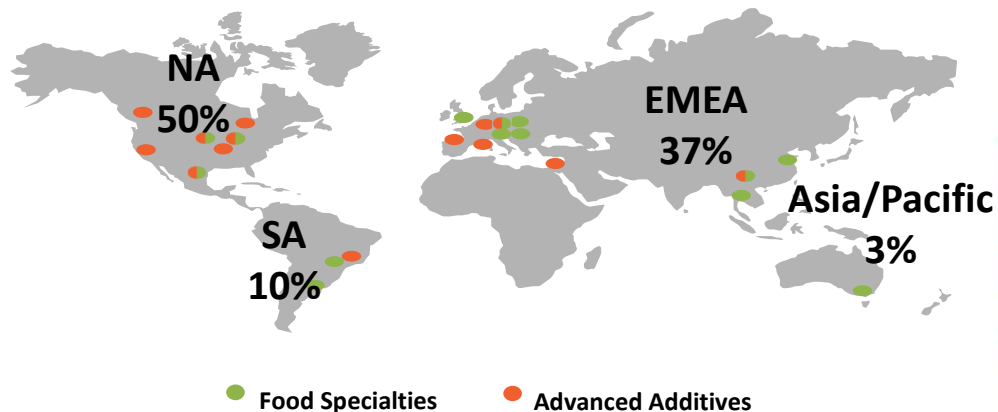 NA
50%
EMEA
37%
Asia/Pacific
3%
SA
10%
Food Specialties
Advanced Additives